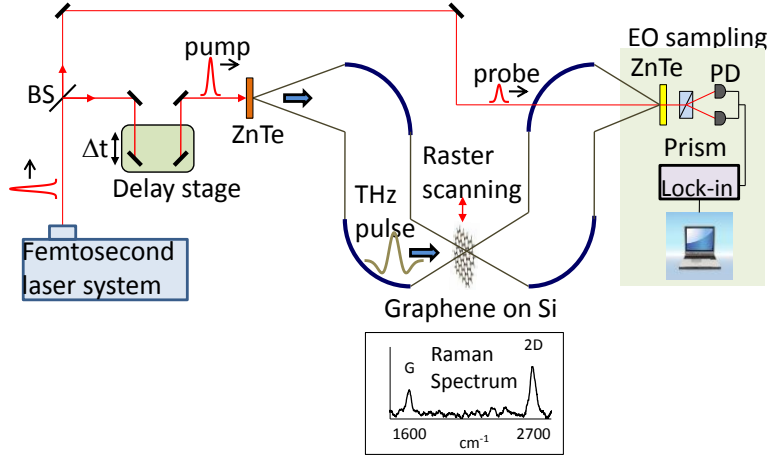 EO sampling
pump
probe
ZnTe
PD
BS
ZnTe
Δt
Delay stage
Raster
scanning
Prism
THz
pulse
Lock-in
Femtosecond
laser system
Graphene on Si
Raman
Spectrum
G
2D
1600
cm-1
2700